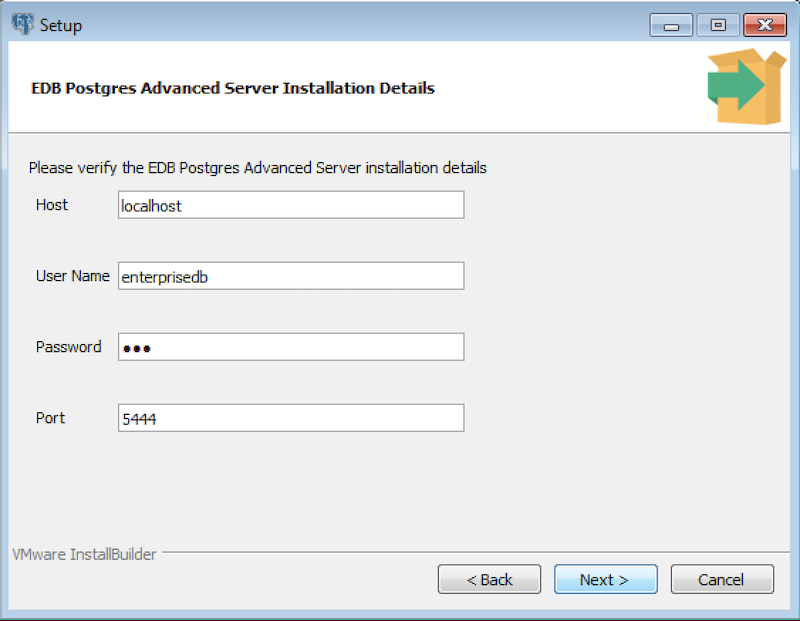 Setup
EDB Postgres Advanced Server Installation Details
Please verify the EDB Postgres Advanced Server installation details
Host localhost
User Name enterprisedb
Password •••
Port 5444
VMware InstallBuilder
< Back Next > Cancel